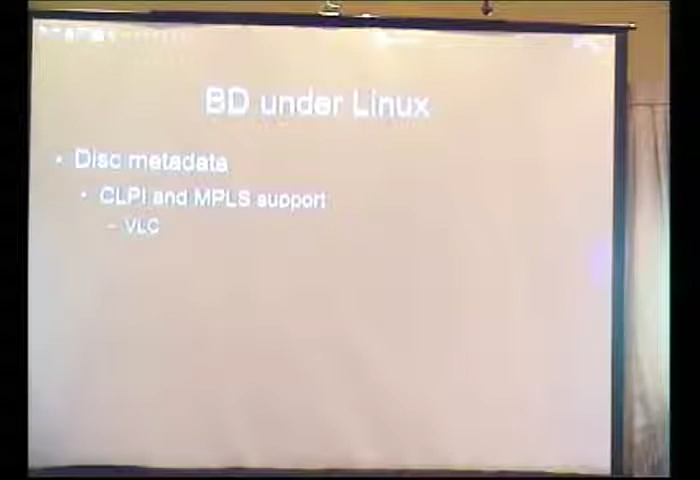 BD under Linux
• Disc metadata
• CLPI and MPLS support
– VLC